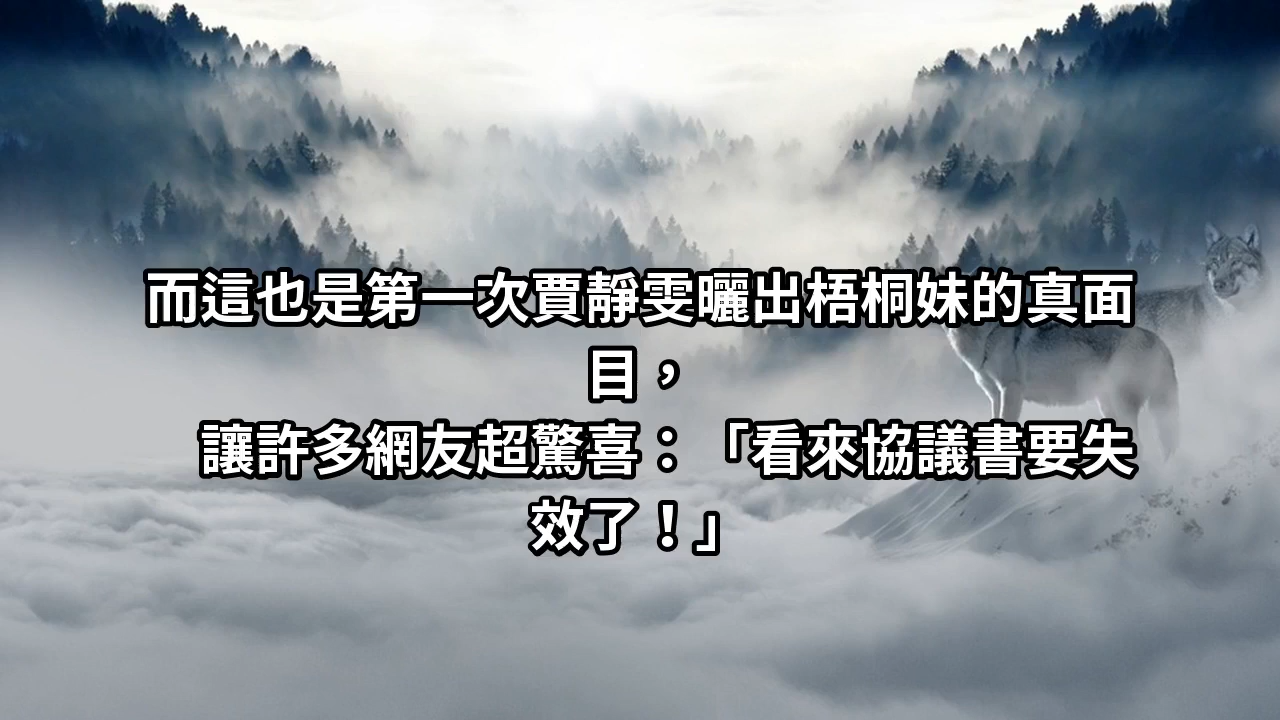 而這也是第一次賈靜雯曬出梧桐妹的真面
目，
讓許多網友超驚喜：「看來協議書要失
效了！」